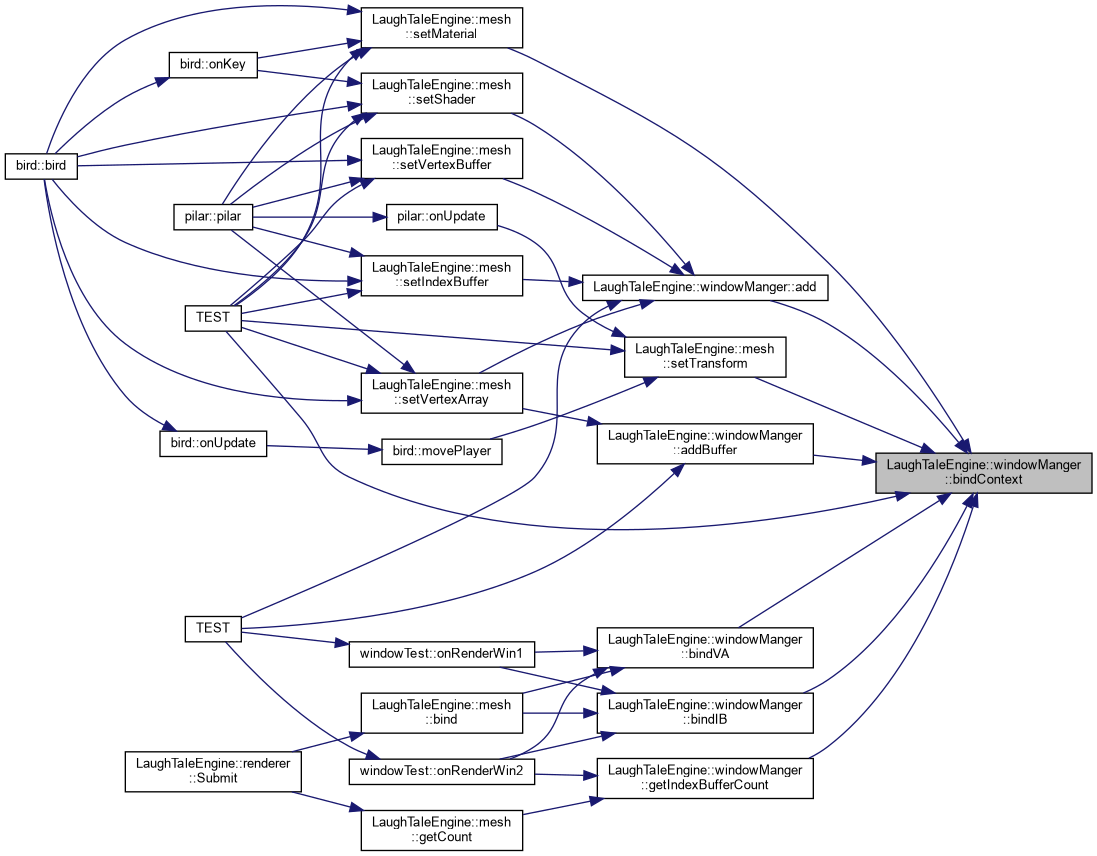 LaughTaleEngine::mesh
::setMaterial
bird::onKey
LaughTaleEngine::mesh
::setShader
bird::bird
LaughTaleEngine::mesh
::setVertexBuffer
pilar::pilar
pilar::onUpdate
LaughTaleEngine::mesh
::setIndexBuffer
LaughTaleEngine::windowManger::add
TEST
LaughTaleEngine::mesh
::setTransform
LaughTaleEngine::mesh
::setVertexArray
bird::onUpdate
bird::movePlayer
LaughTaleEngine::windowManger
::addBuffer
LaughTaleEngine::windowManger
::bindContext
TEST
windowTest::onRenderWin1
LaughTaleEngine::windowManger
::bindVA
LaughTaleEngine::mesh
::bind
LaughTaleEngine::windowManger
::bindIB
LaughTaleEngine::renderer
::Submit
windowTest::onRenderWin2
LaughTaleEngine::windowManger
::getIndexBufferCount
LaughTaleEngine::mesh
::getCount